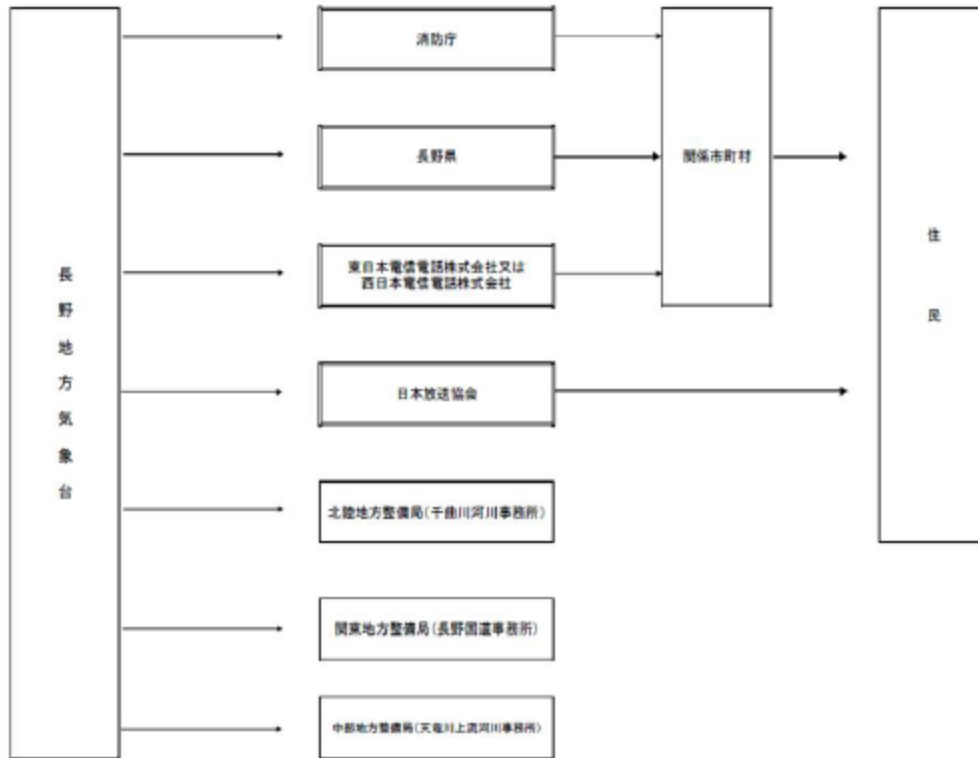 長野地方気象台
消防庁
長野県
東日本電信電話株式会社又は
西日本電信電話株式会社
日本放送協会
北陸地方整備局(千曲川河川事務所)
関東地方整備局(長野国道事務所)
中部地方整備局(天竜川上流河川事務所)
関係市町村
住民